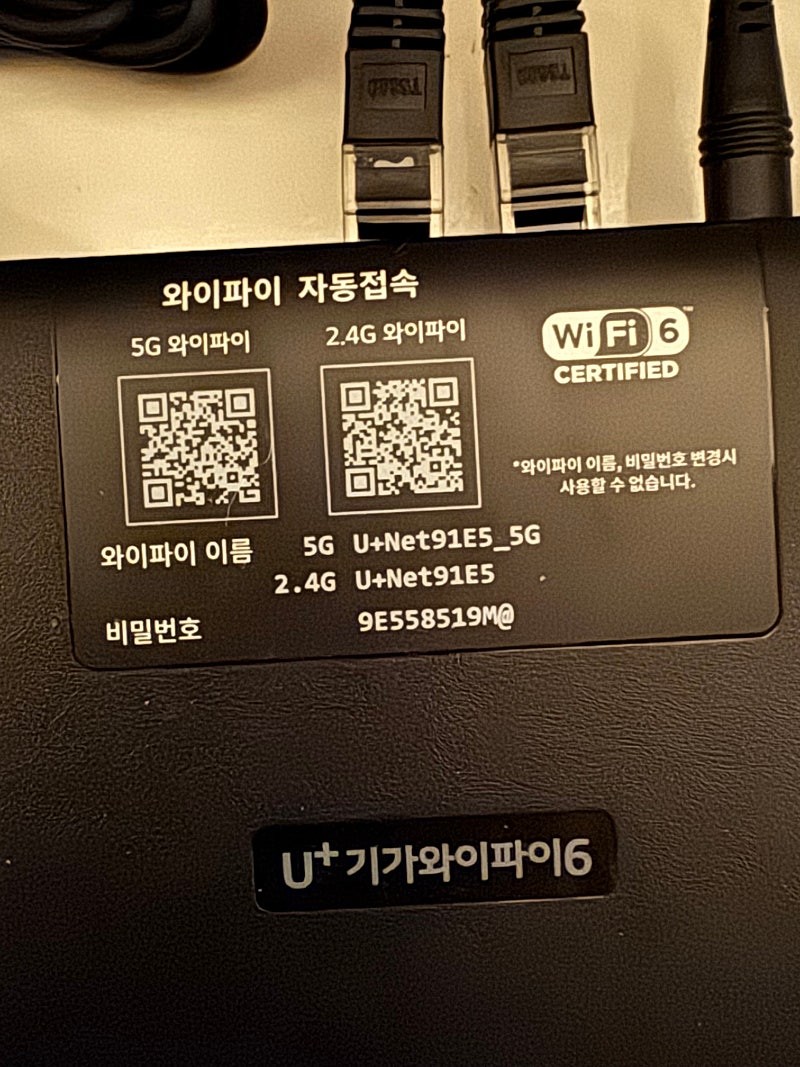 와이파이 자동접속
5G 와이파이
2.4G 와이파이
WiFi 6™
CERTIFIED
*와이파이 이름, 비밀번호 변경시
사용할 수 없습니다.
와이파이 이름 5G U+Net91E5_5G
2.4G U+Net91E5
비밀번호 9E558519M@
U+기가와이파이6